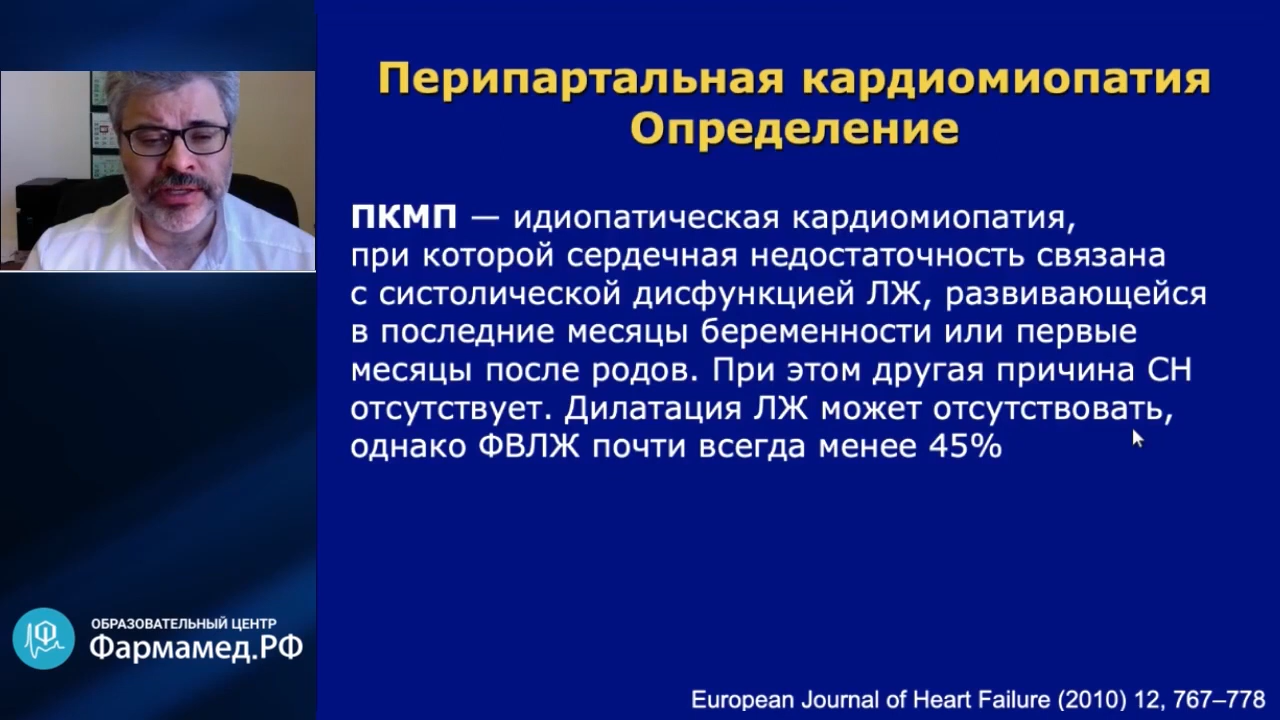 Перипартальная кардиомиопатия
Определение
ПКМП — идиопатическая кардиомиопатия,
при которой сердечная недостаточность связана
с систолической дисфункцией ЛЖ, развивающейся
в последние месяцы беременности или первые
месяцы после родов. При этом другая причина СН
отсутствует. Дилатация ЛЖ может отсутствовать,
однако ФВЛЖ почти всегда менее 45%
ОБРАЗОВАТЕЛЬНЫЙ ЦЕНТР
Фармамед.РФ
European Journal of Heart Failure (2010) 12, 767–778